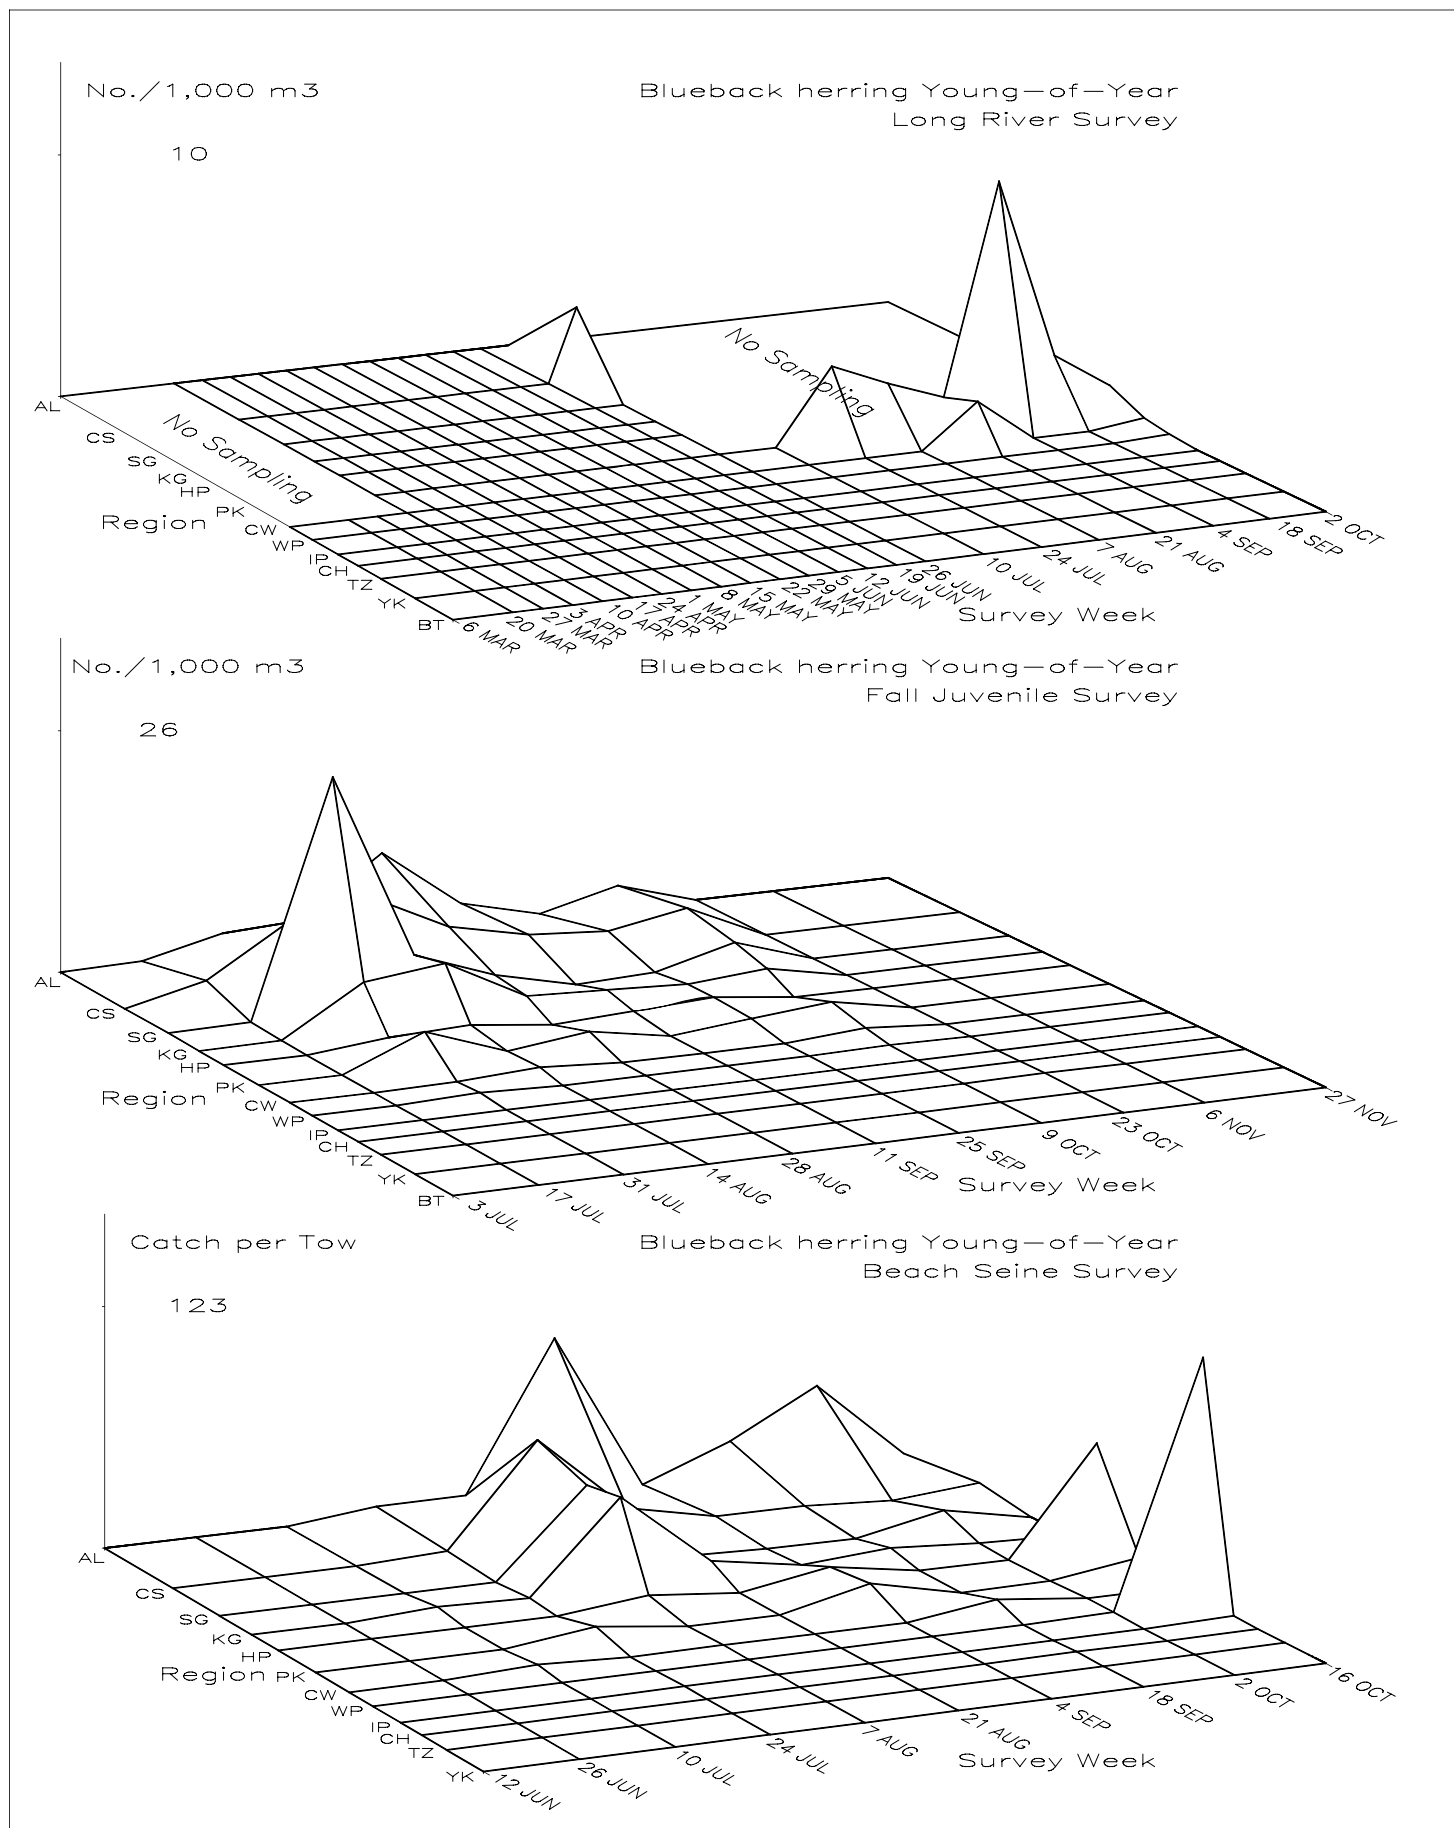 No./1,000 m3
Blueback herring Young-of-Year
Long River Survey
10
No Sampling
No Sampling
AL
CS
SG
KG
HP
PK
Region
CW
WP
IP
CH
TZ
YK
BT
6 MAR
20 MAR
27 MAR
3 APR
10 APR
17 APR
24 APR
1 MAY
8 MAY
15 MAY
22 MAY
29 MAY
5 JUN
12 JUN
19 JUN
26 JUN
10 JUL
24 JUL
7 AUG
21 AUG
4 SEP
18 SEP
2 OCT
Survey Week
No./1,000 m3
Blueback herring Young-of-Year
Fall Juvenile Survey
26
AL
CS
SG
KG
HP
PK
Region
CW
WP
IP
CH
TZ
YK
BT
3 JUL
17 JUL
31 JUL
14 AUG
28 AUG
11 SEP
25 SEP
9 OCT
23 OCT
6 NOV
27 NOV
Survey Week
Catch per Tow
Blueback herring Young-of-Year
Beach Seine Survey
123
AL
CS
SG
KG
HP
Region
PK
CW
WP
IP
CH
TZ
YK
12 JUN
26 JUN
10 JUL
24 JUL
7 AUG
21 AUG
4 SEP
18 SEP
2 OCT
16 OCT
Survey Week